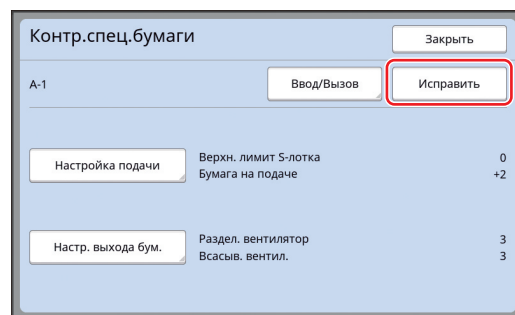 Контр.спец.бумаги Закрыть
A-1 Ввод/Вызов Исправить
Настройка подачи Верхн. лимит S-лотка 0
Бумага на подаче +2
Настр. выхода бум. Раздел. вентилятор 3
Всасыв. вентил. 3